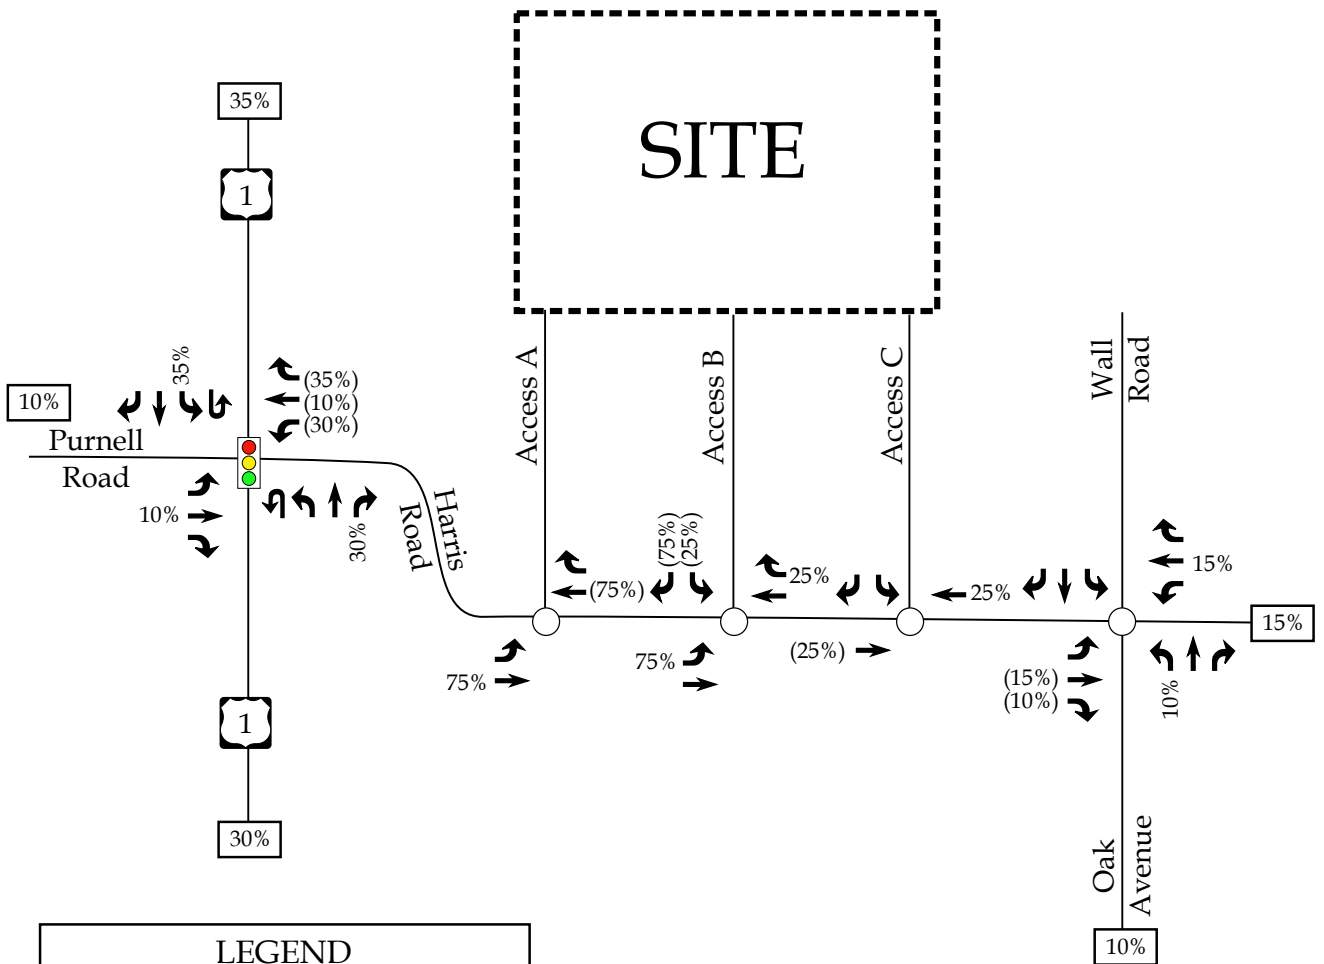 35%
1
SITE
Access A
Access B
Access C
Wall
Road
35%
10%
(35%)
(10%)
(30%)
Purnell
Road
10%
30%
Harris
Road
(75%)
(25%)
(75%)
25%
25%
15%
15%
75%
75%
(25%)
(15%)
(10%)
10%
1
30%
Oak
Avenue
10%
LEGEND